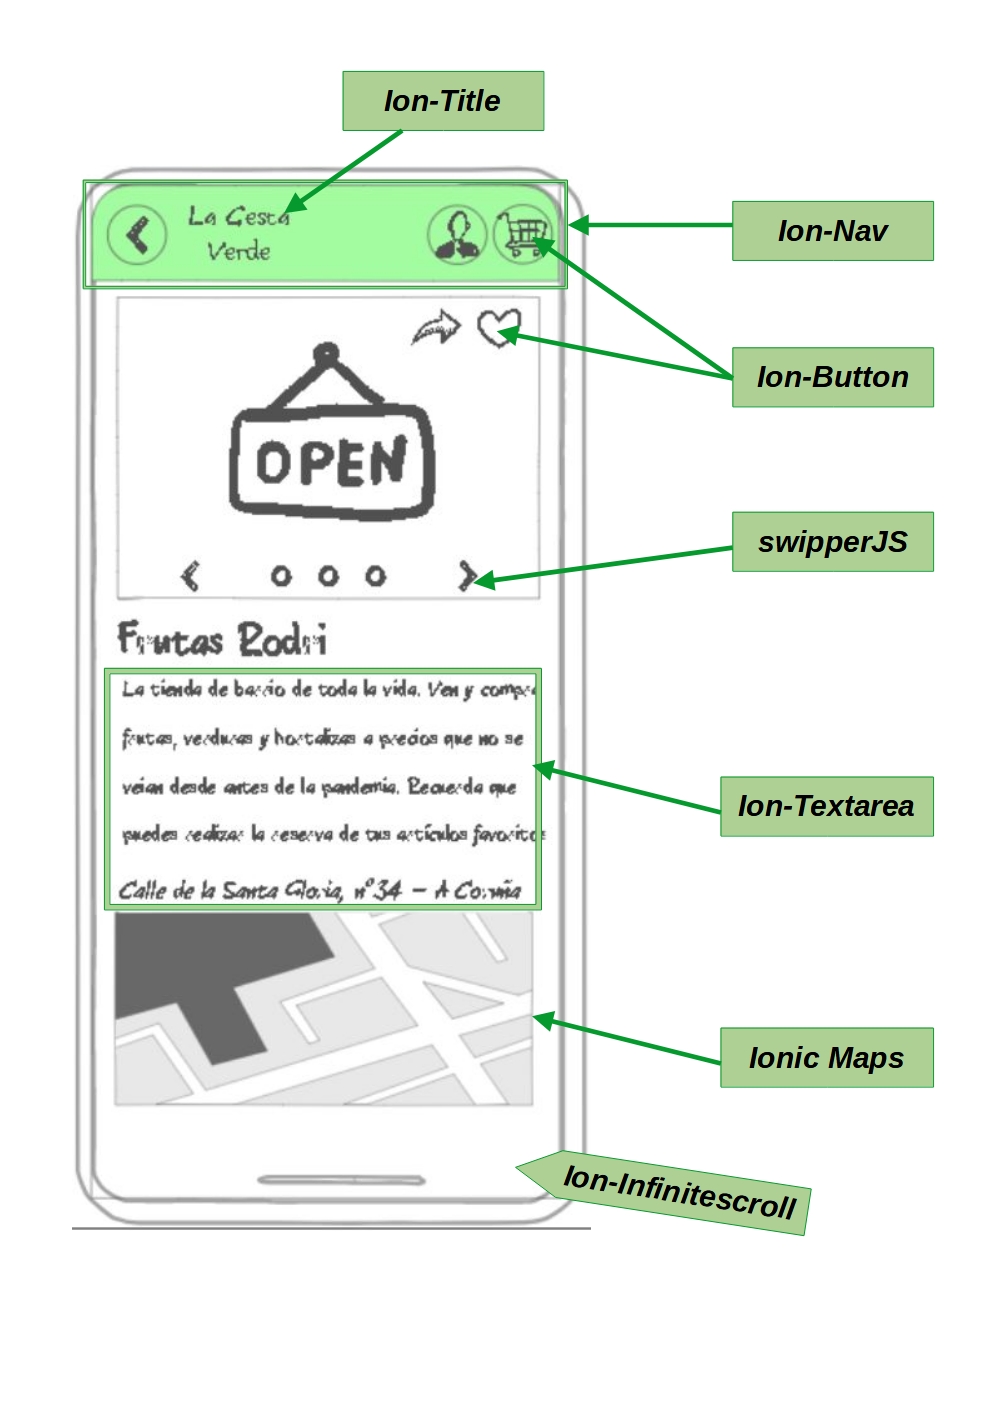 Ion-Title
La Cesta
Verde
Ion-Nav
Ion-Button
OPEN
swipperJS
Frutas Rodri
La tienda de barrio de toda la vida. Ven y compra
frutas, verduras y hortalizas a precios que no se
veían desde antes de la pandemia. Recuerda que
puedes realizar la reserva de tus artículos favoritos
Ion-Textarea
Calle de la Santa Gloria, nº34 – A Coruña
Ionic Maps
Ion-Infinitescroll